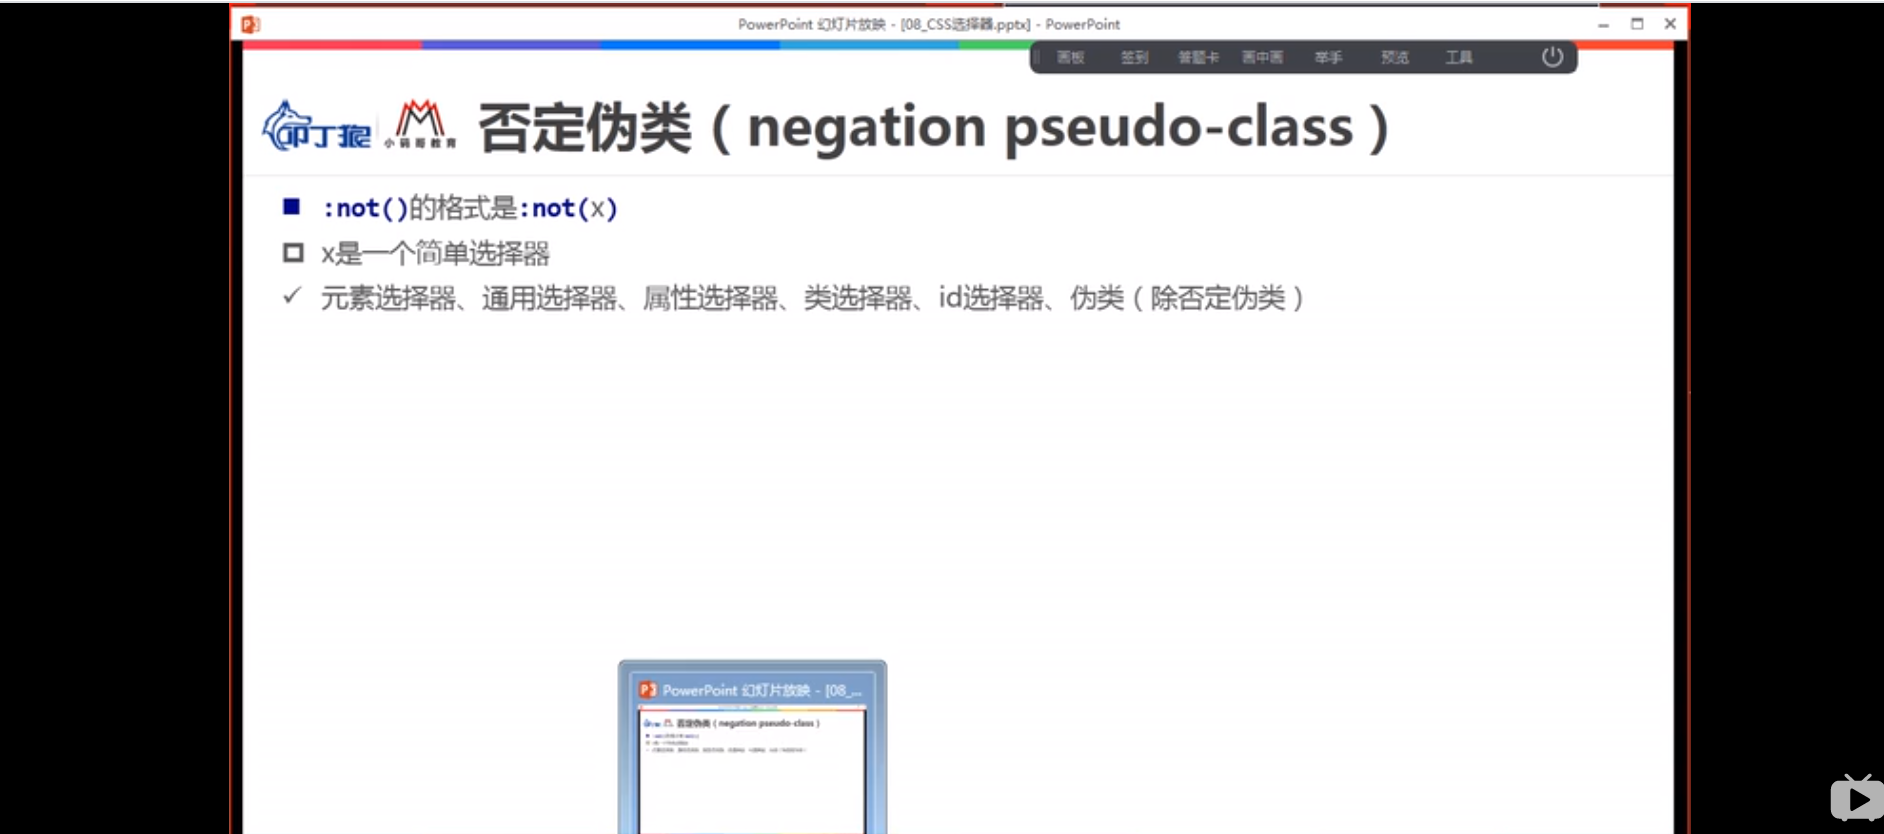 PowerPoint 幻灯片放映 - [08_CSS选择器.pptx] - PowerPoint
画板 签到 答题卡 画中画 举手 预览 工具
叩丁狼 小码哥教育
否定伪类（negation pseudo-class）
:not()的格式是:not(x)
x是一个简单选择器
元素选择器、通用选择器、属性选择器、类选择器、id选择器、伪类（除否定伪类）
PowerPoint 幻灯片放映 - [08_...
否定伪类（negation pseudo-class）